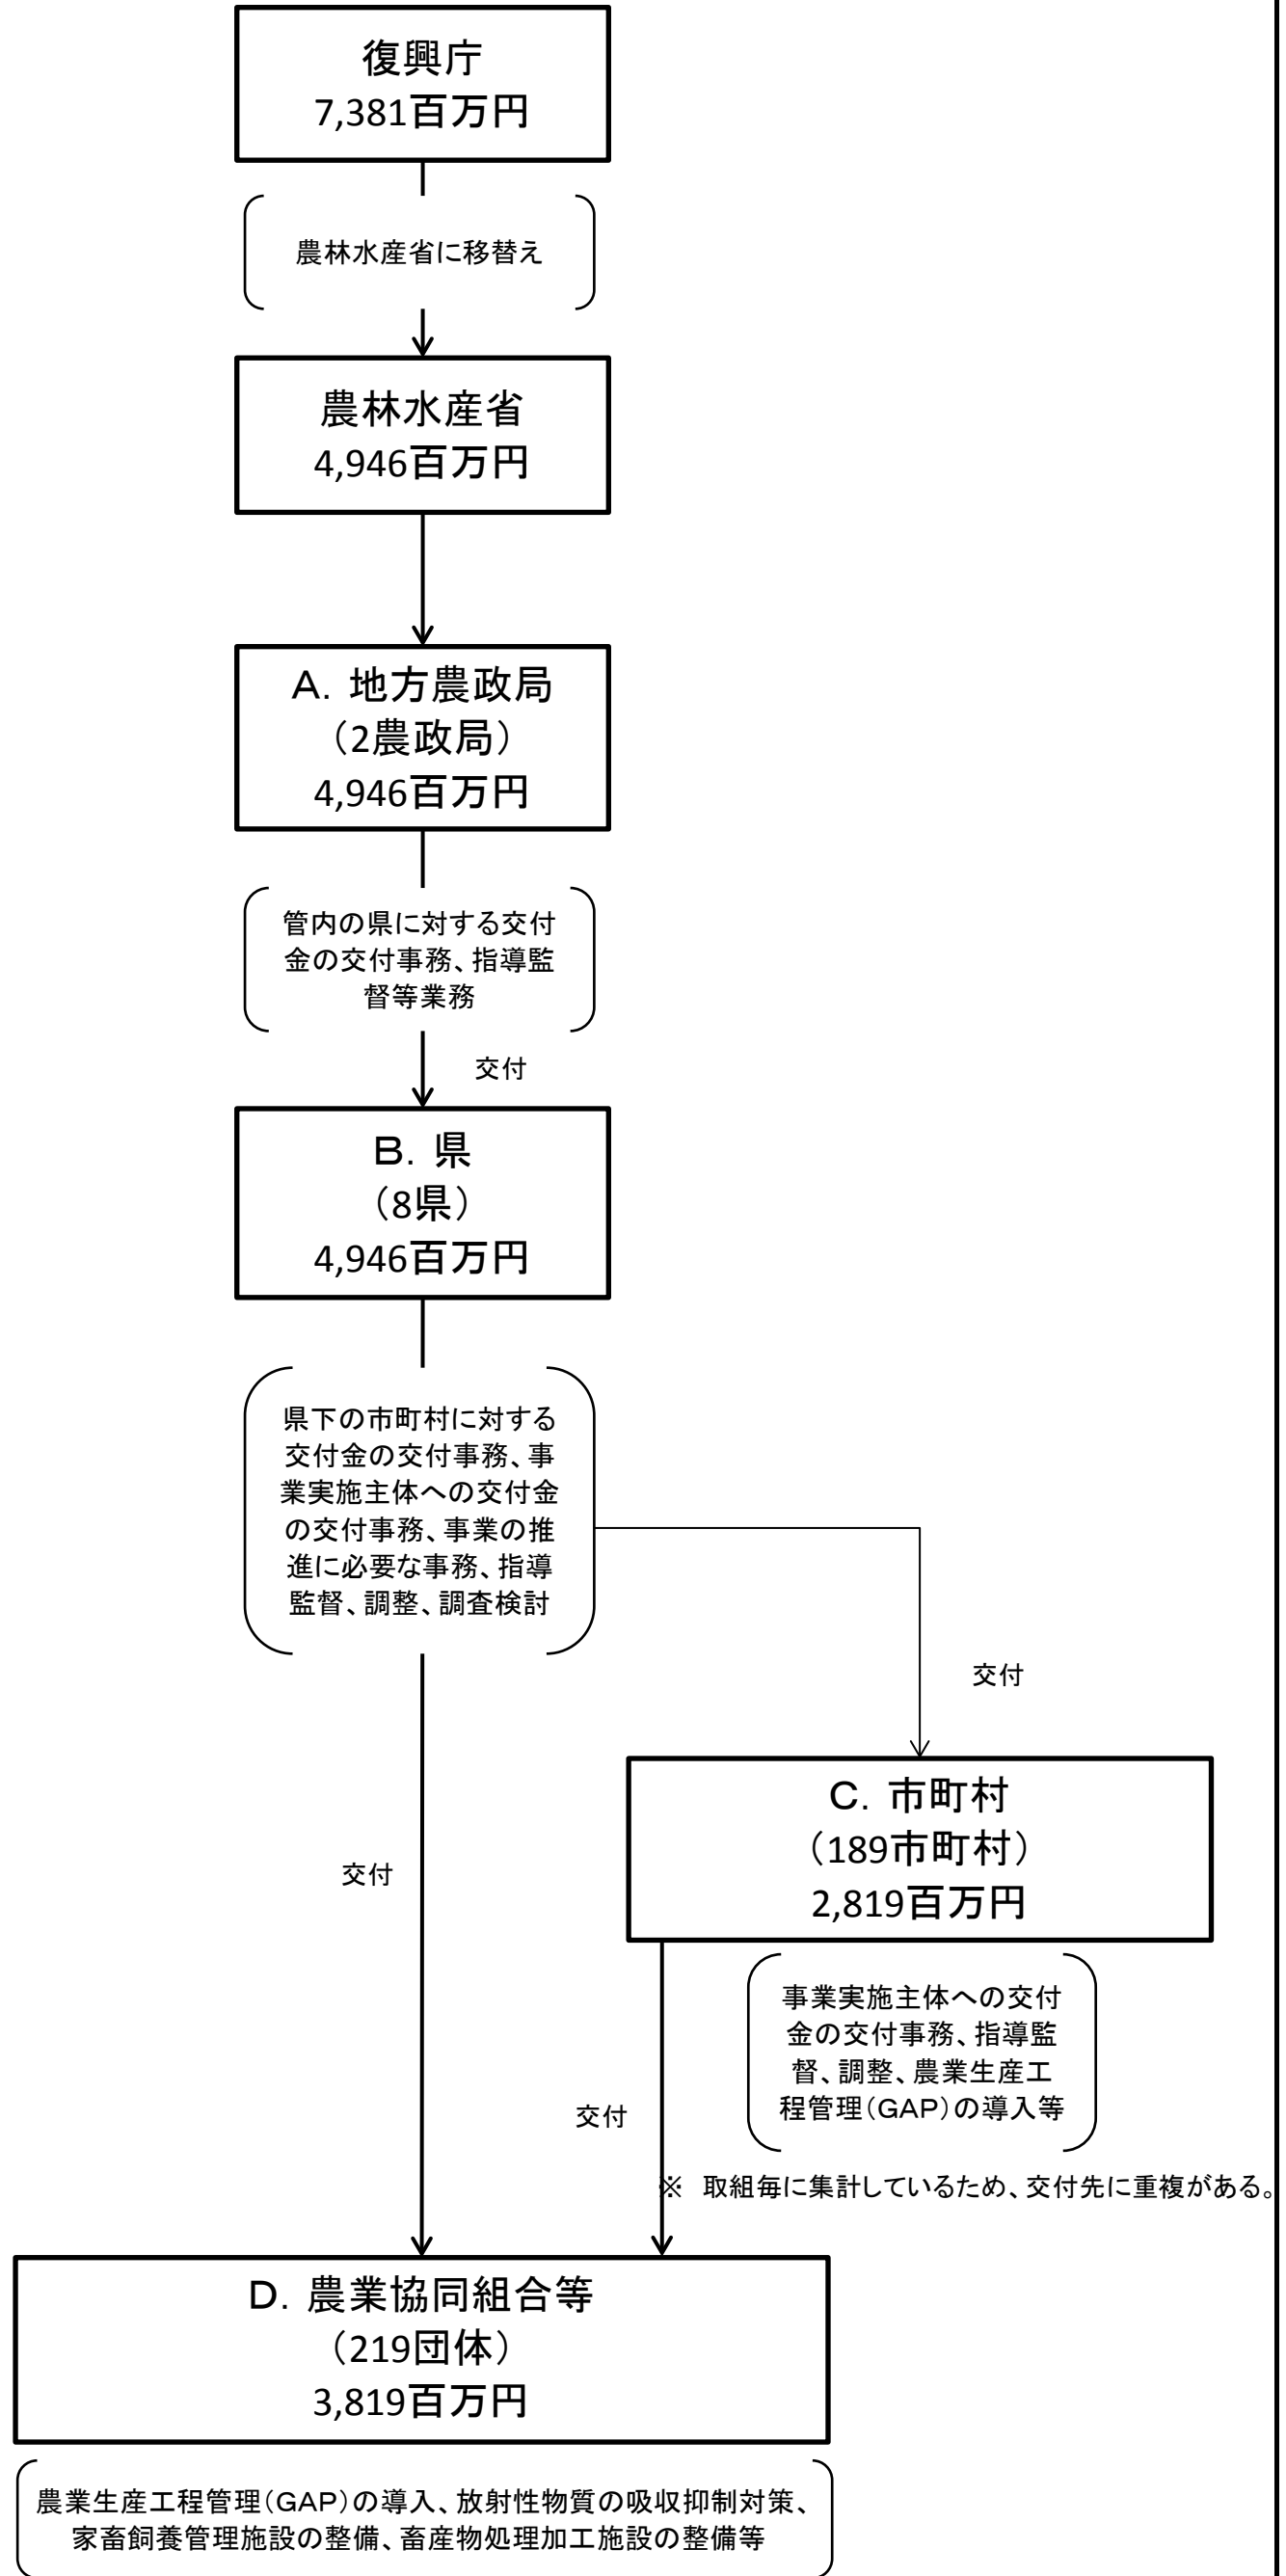 復興庁
7,381百万円
農林水産省に移替え
農林水産省
4,946百万円
A. 地方農政局
（2農政局）
4,946百万円
管内の県に対する交付
金の交付事務、指導監
督等業務
交付
B. 県
（8県）
4,946百万円
県下の市町村に対する
交付金の交付事務、事
業実施主体への交付金
の交付事務、事業の推
進に必要な事務、指導
監督、調整、調査検討
交付
C. 市町村
（189市町村）
2,819百万円
交付
事業実施主体への交付
金の交付事務、指導監
督、調整、農業生産工
程管理（GAP）の導入等
交付
※　取組毎に集計しているため、交付先に重複がある。
D. 農業協同組合等
（219団体）
3,819百万円
農業生産工程管理（GAP）の導入、放射性物質の吸収抑制対策、
家畜飼養管理施設の整備、畜産物処理加工施設の整備等